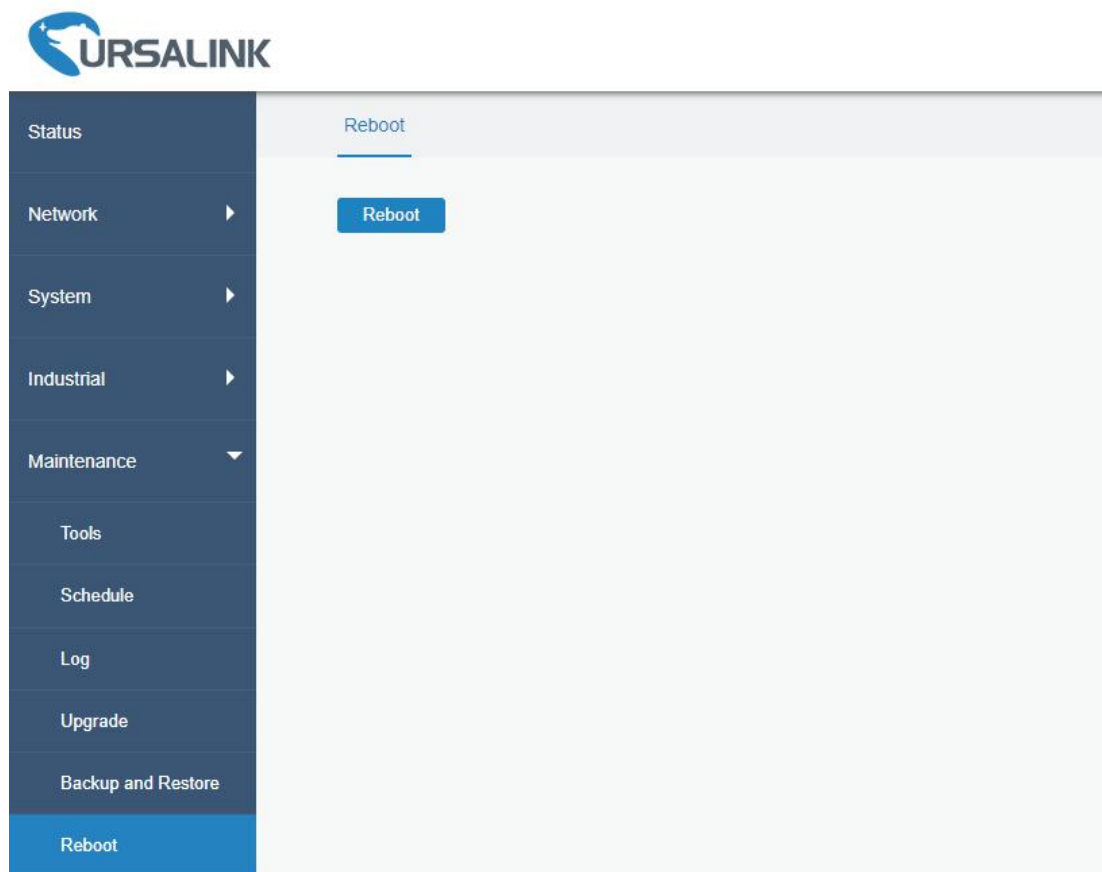 URSALINK
Status
Network
System
Industrial
Maintenance
Tools
Schedule
Log
Upgrade
Backup and Restore
Reboot
Reboot
Reboot